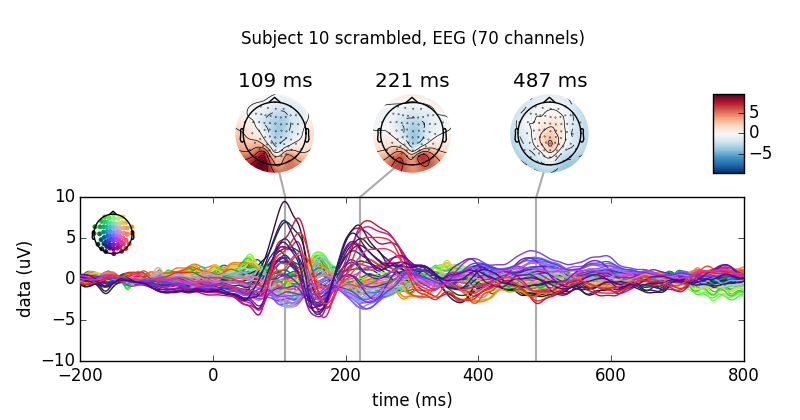 Subject 10 scrambled, EEG (70 channels)
109 ms 221 ms 487 ms
5
0
−5
10
5
0
−5
−10
data (uV)
−200 0 200 400 600 800
time (ms)